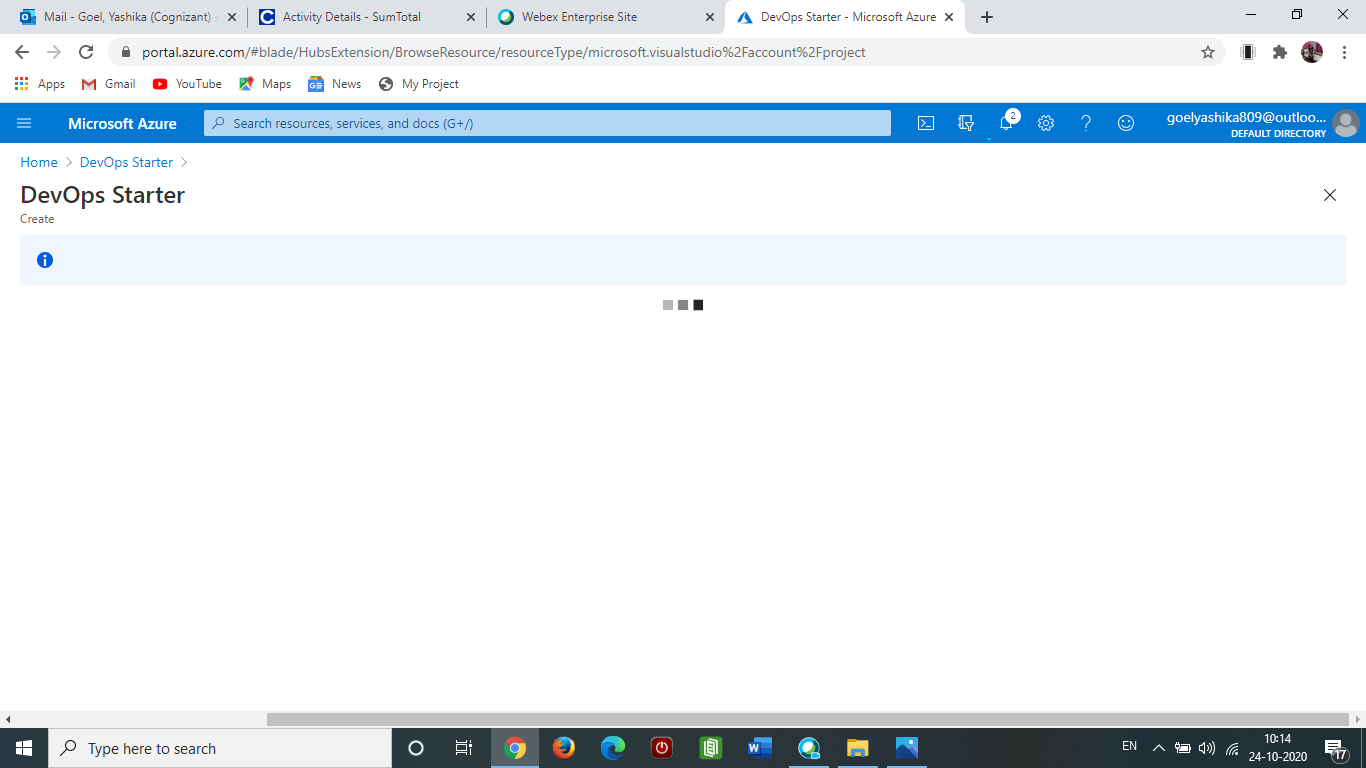 Mail - Goel, Yashika (Cognizant) -
Activity Details - SumTotal
Webex Enterprise Site
DevOps Starter - Microsoft Azure
portal.azure.com/#blade/HubsExtension/BrowseResource/resourceType/microsoft.visualstudio%2Faccount%2Fproject
Apps
Gmail
YouTube
Maps
News
My Project
Microsoft Azure
Search resources, services, and docs (G+/)
2
goelyashika809@outloo...
DEFAULT DIRECTORY
Home
DevOps Starter
DevOps Starter
Create
Type here to search
EN
10:14
24-10-2020
17